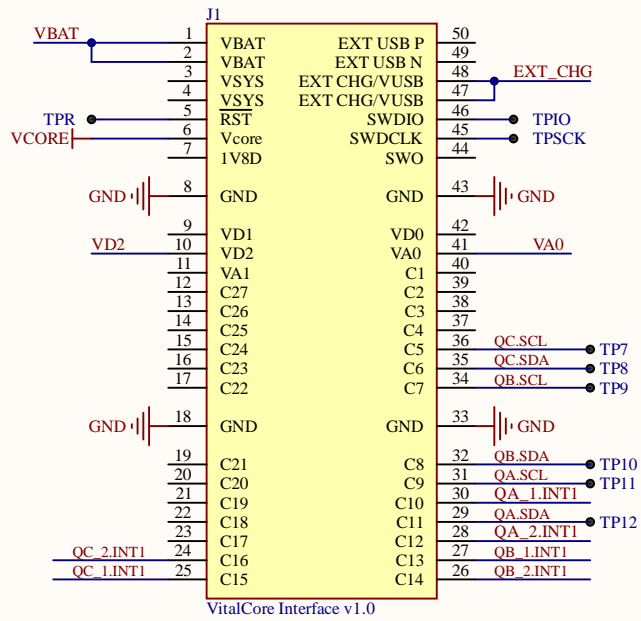 J1
VBAT 1 VBAT EXT USB P 50
2 VBAT EXT USB N 49
3 VSYS EXT CHG/VUSB 48 EXT_CHG
4 VSYS EXT CHG/VUSB 47
TPR 5 RST SWDIO 46 TPIO
VCORE 6 Vcore SWDCLK 45 TPSCK
7 1V8D SWO 44
GND 8 GND GND 43 GND
9 VD1 VD0 42
VD2 10 VD2 VA0 41 VA0
11 VA1 C1 40
12 C27 C2 39
13 C26 C3 38
14 C25 C4 37
15 C24 C5 36 QC.SCL TP7
16 C23 C6 35 QC.SDA TP8
17 C22 C7 34 QB.SCL TP9
GND 18 GND GND 33 GND
19 C21 C8 32 QB.SDA TP10
20 C20 C9 31 QA.SCL TP11
21 C19 C10 30 QA_1.INT1
22 C18 C11 29 QA.SDA TP12
23 C17 C12 28 QA_2.INT1
QC_2.INT1 24 C16 C13 27 QB_1.INT1
QC_1.INT1 25 C15 C14 26 QB_2.INT1
VitalCore Interface v1.0